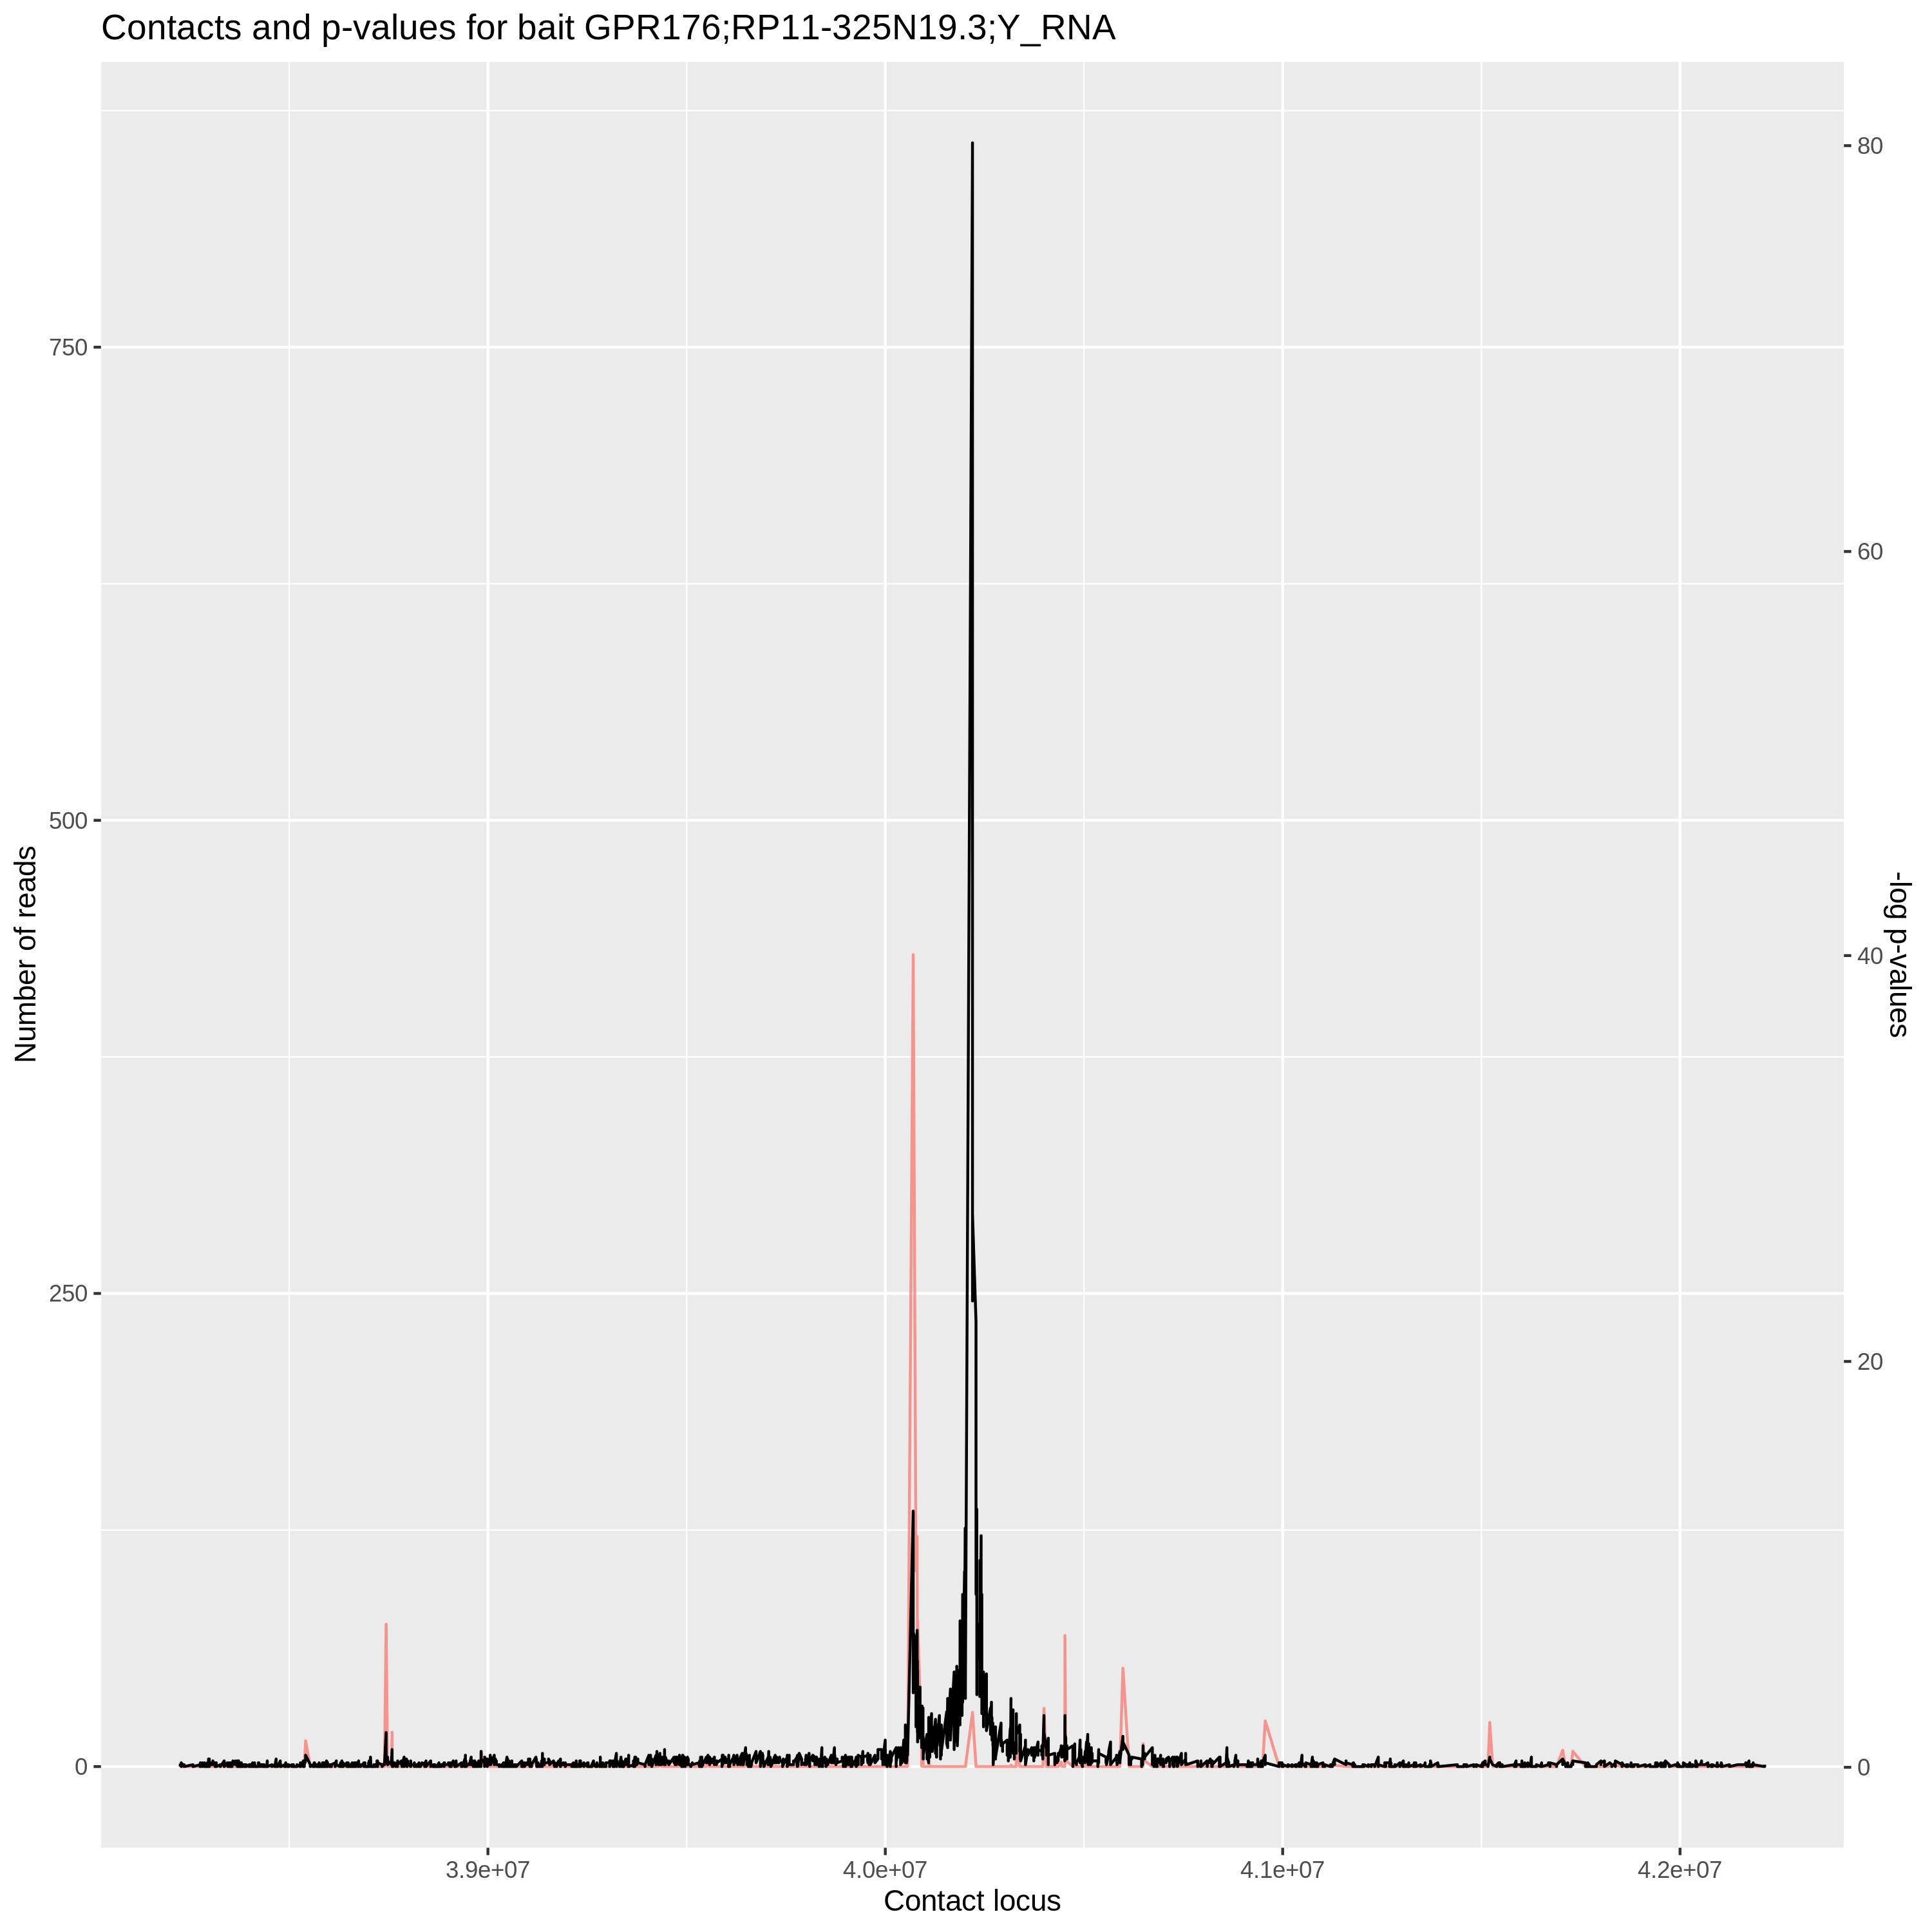 Contacts and p-values for bait GPR176;RP11-325N19.3;Y_RNA
80
750
60
500
Number of reads
-log p-values
40
250
20
0
0
3.9e+07
4.0e+07
4.1e+07
4.2e+07
Contact locus